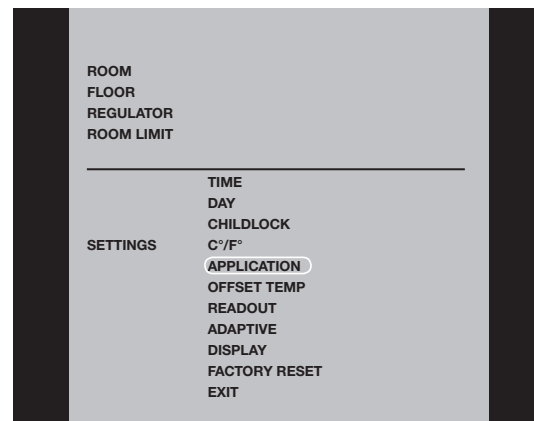 ROOM
FLOOR
REGULATOR
ROOM LIMIT
TIME
DAY
CHILDLOCK
SETTINGS C°/F°
APPLICATION
OFFSET TEMP
READOUT
ADAPTIVE
DISPLAY
FACTORY RESET
EXIT